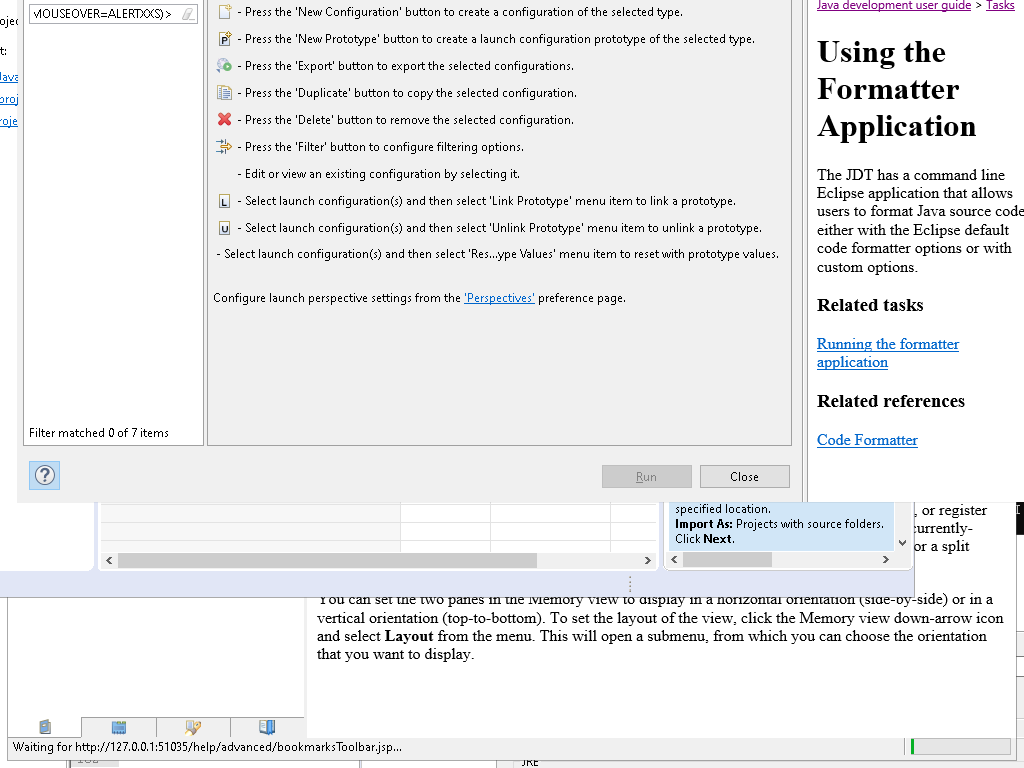 Java development user guide > Tasks
ojec
MOUSEOVER=ALERTXXS)>
t:
Java
proj
roje
- Press the 'New Configuration' button to create a configuration of the selected type.
- Press the 'New Prototype' button to create a launch configuration prototype of the selected type.
- Press the 'Export' button to export the selected configurations.
- Press the 'Duplicate' button to copy the selected configuration.
- Press the 'Delete' button to remove the selected configuration.
- Press the 'Filter' button to configure filtering options.
- Edit or view an existing configuration by selecting it.
L - Select launch configuration(s) and then select 'Link Prototype' menu item to link a prototype.
U - Select launch configuration(s) and then select 'Unlink Prototype' menu item to unlink a prototype.
- Select launch configuration(s) and then select 'Res...ype Values' menu item to reset with prototype values.
Configure launch perspective settings from the 'Perspectives' preference page.
Filter matched 0 of 7 items
Run
Close
Using the
Formatter
Application
The JDT has a command line
Eclipse application that allows
users to format Java source code
either with the Eclipse default
code formatter options or with
custom options.
Related tasks
Running the formatter
application
Related references
Code Formatter
specified location.
Import As: Projects with source folders.
Click Next.
, or register
currently-
or a split
You can set the two panes in the Memory view to display in a horizontal orientation (side-by-side) or in a
vertical orientation (top-to-bottom). To set the layout of the view, click the Memory view down-arrow icon
and select Layout from the menu. This will open a submenu, from which you can choose the orientation
that you want to display.
Waiting for http://127.0.0.1:51035/help/advanced/bookmarksToolbar.jsp...
JRE